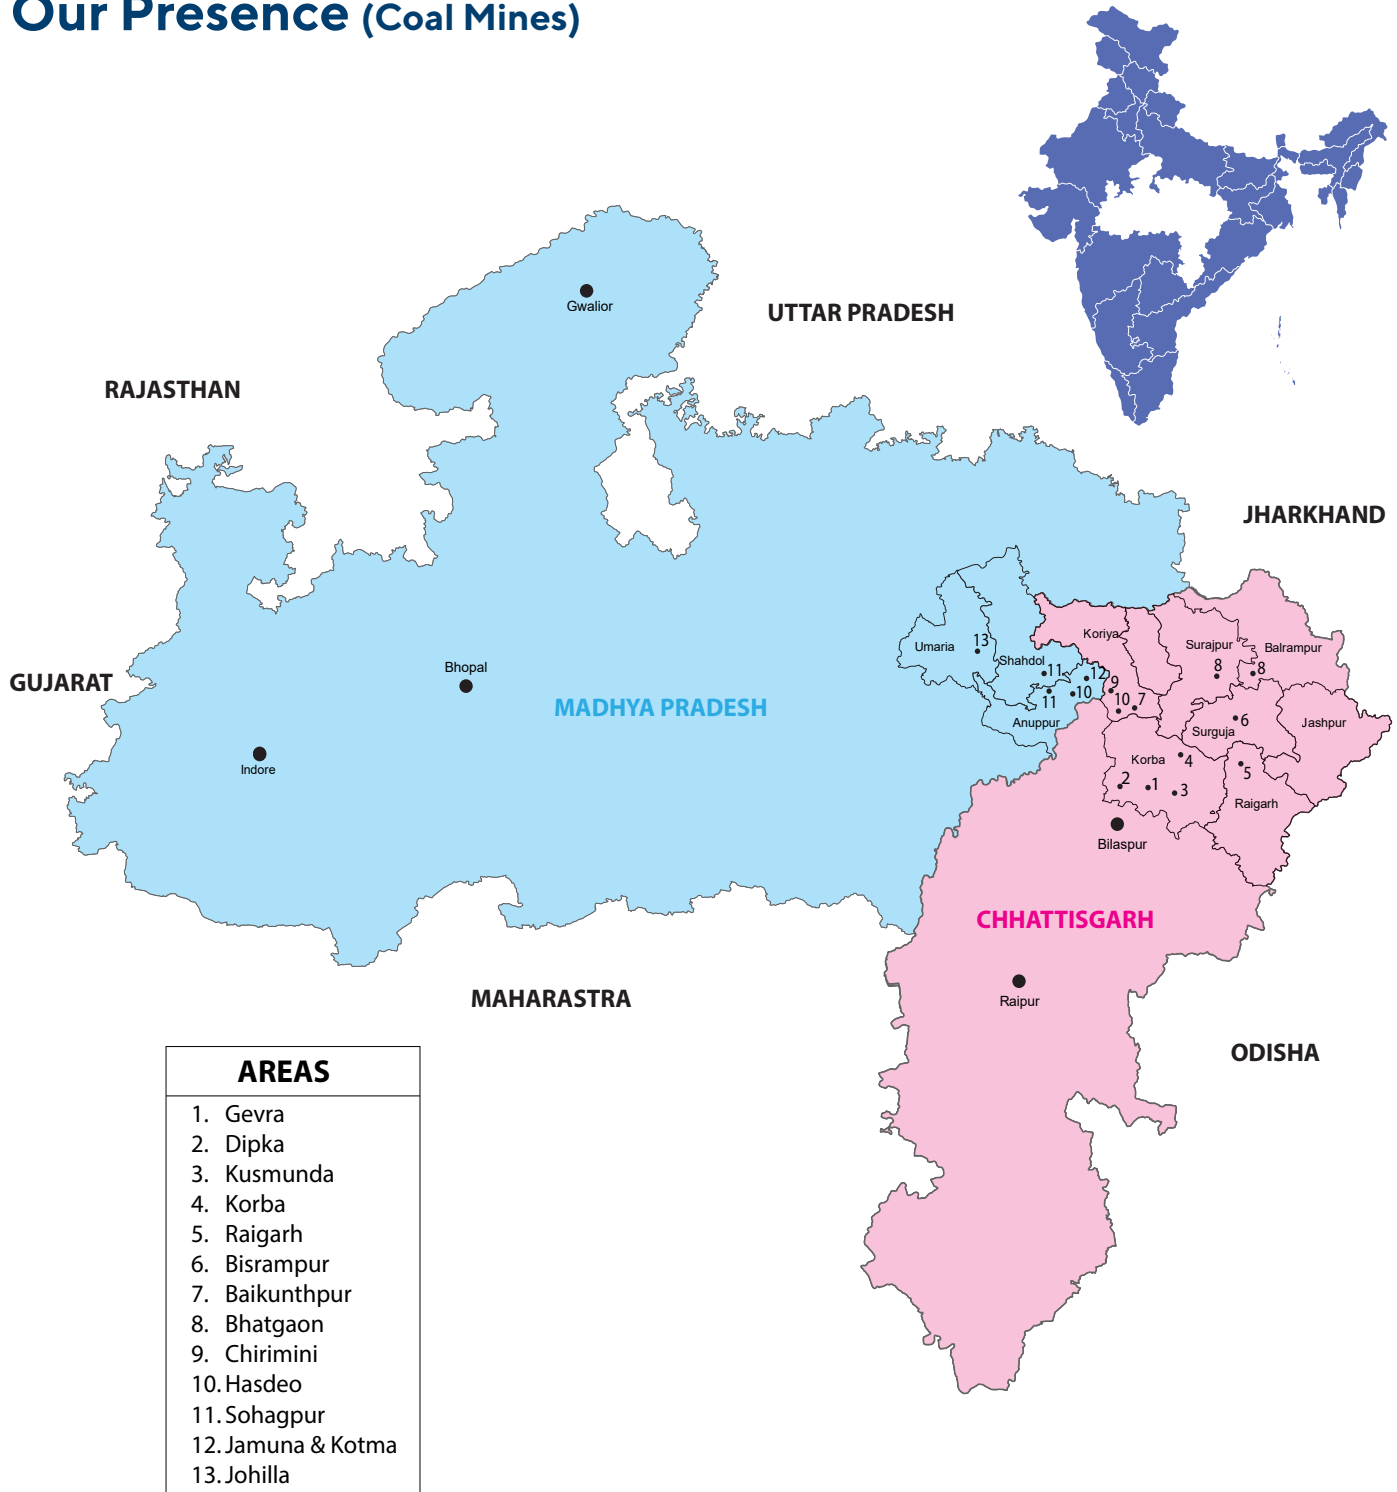 Our Presence (Coal Mines)
Gwalior
UTTAR PRADESH
RAJASTHAN
JHARKHAND
Koriya
Umaria
13
Surajpur
Balrampur
Shahdol
11
12
8
8
GUJARAT
Bhopal
9
10
11
10
7
MADHYA PRADESH
Anuppur
6
Jashpur
Surguja
Indore
Korba
4
5
2
1
3
Raigarh
Bilaspur
CHHATTISGARH
Raipur
MAHARASTRA
ODISHA
AREAS
1. Gevra
2. Dipka
3. Kusmunda
4. Korba
5. Raigarh
6. Bisrampur
7. Baikunthpur
8. Bhatgaon
9. Chirimini
10. Hasdeo
11. Sohagpur
12. Jamuna & Kotma
13. Johilla